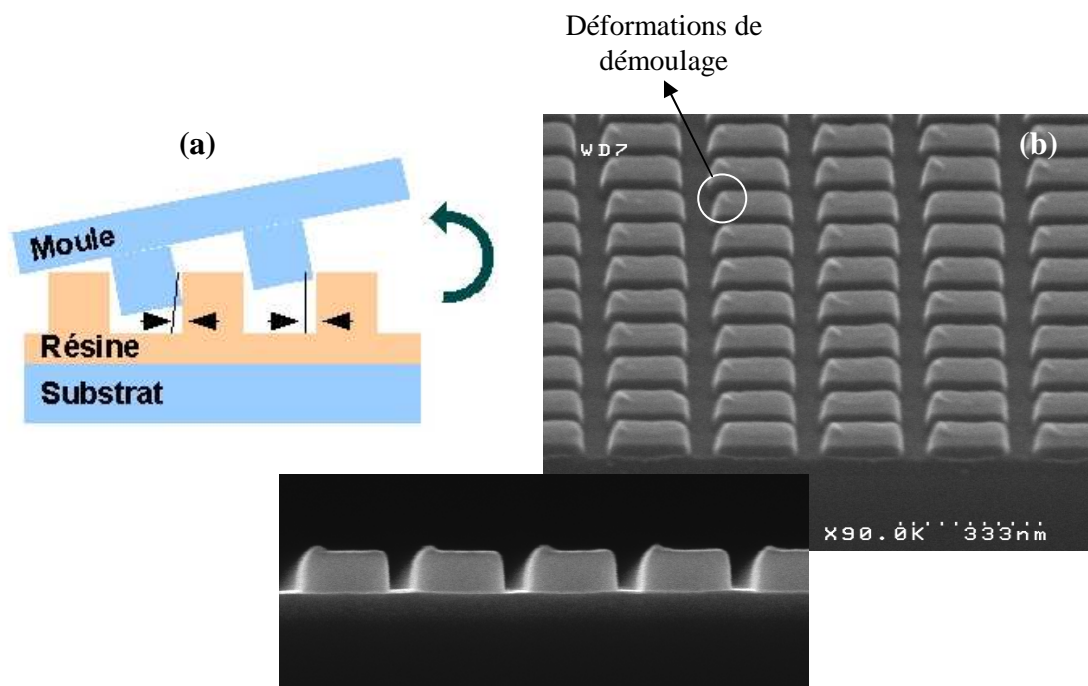 Déformations de
démoulage
(a)
(b)
WD7
Moule
Résine
Substrat
X90.0K 333nm